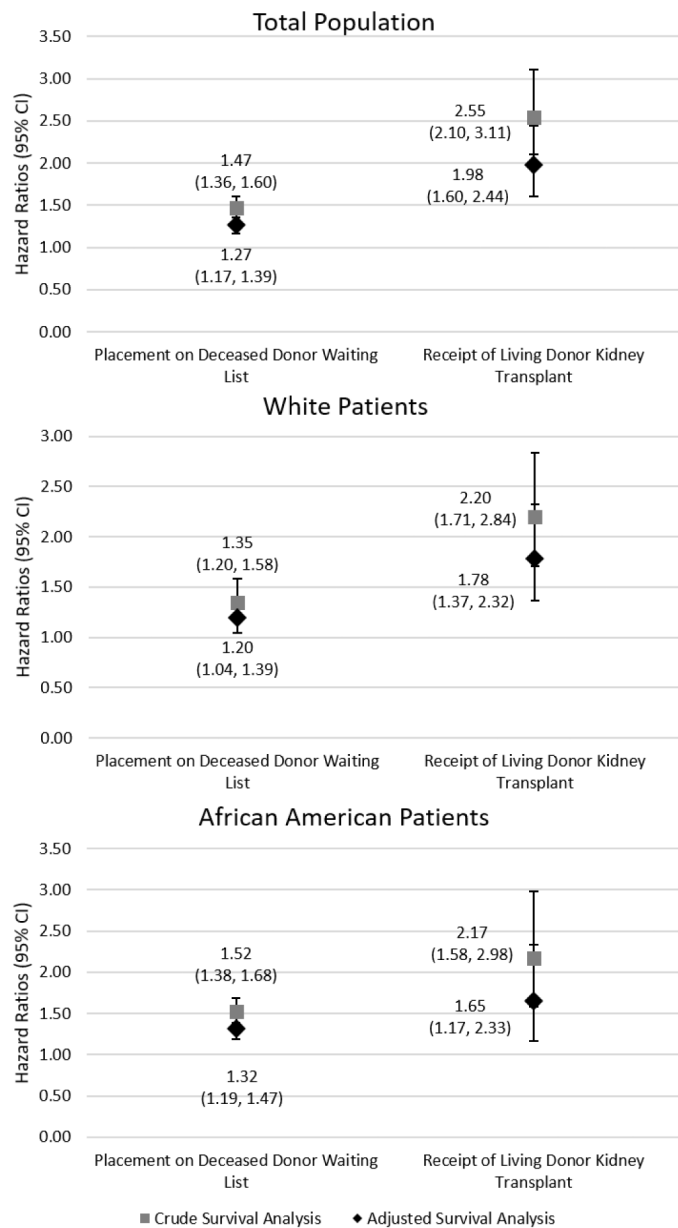 Total Population
Hazard Ratios (95% CI)
3.50
3.00
2.50
2.00
1.50
1.00
0.50
0.00
1.47
(1.36, 1.60)
1.27
(1.17, 1.39)
2.55
(2.10, 3.11)
1.98
(1.60, 2.44)
Placement on Deceased Donor Waiting
List
Receipt of Living Donor Kidney
Transplant
White Patients
Hazard Ratios (95% CI)
3.00
2.50
2.00
1.50
1.00
0.50
0.00
1.35
(1.20, 1.58)
1.20
(1.04, 1.39)
2.20
(1.71, 2.84)
1.78
(1.37, 2.32)
Placement on Deceased Donor Waiting
List
Receipt of Living Donor Kidney
Transplant
African American Patients
Hazard Ratios (95% CI)
3.50
3.00
2.50
2.00
1.50
1.00
0.50
0.00
1.52
(1.38, 1.68)
1.32
(1.19, 1.47)
2.17
(1.58, 2.98)
1.65
(1.17, 2.33)
Placement on Deceased Donor Waiting
List
Receipt of Living Donor Kidney
Transplant
Crude Survival Analysis
Adjusted Survival Analysis